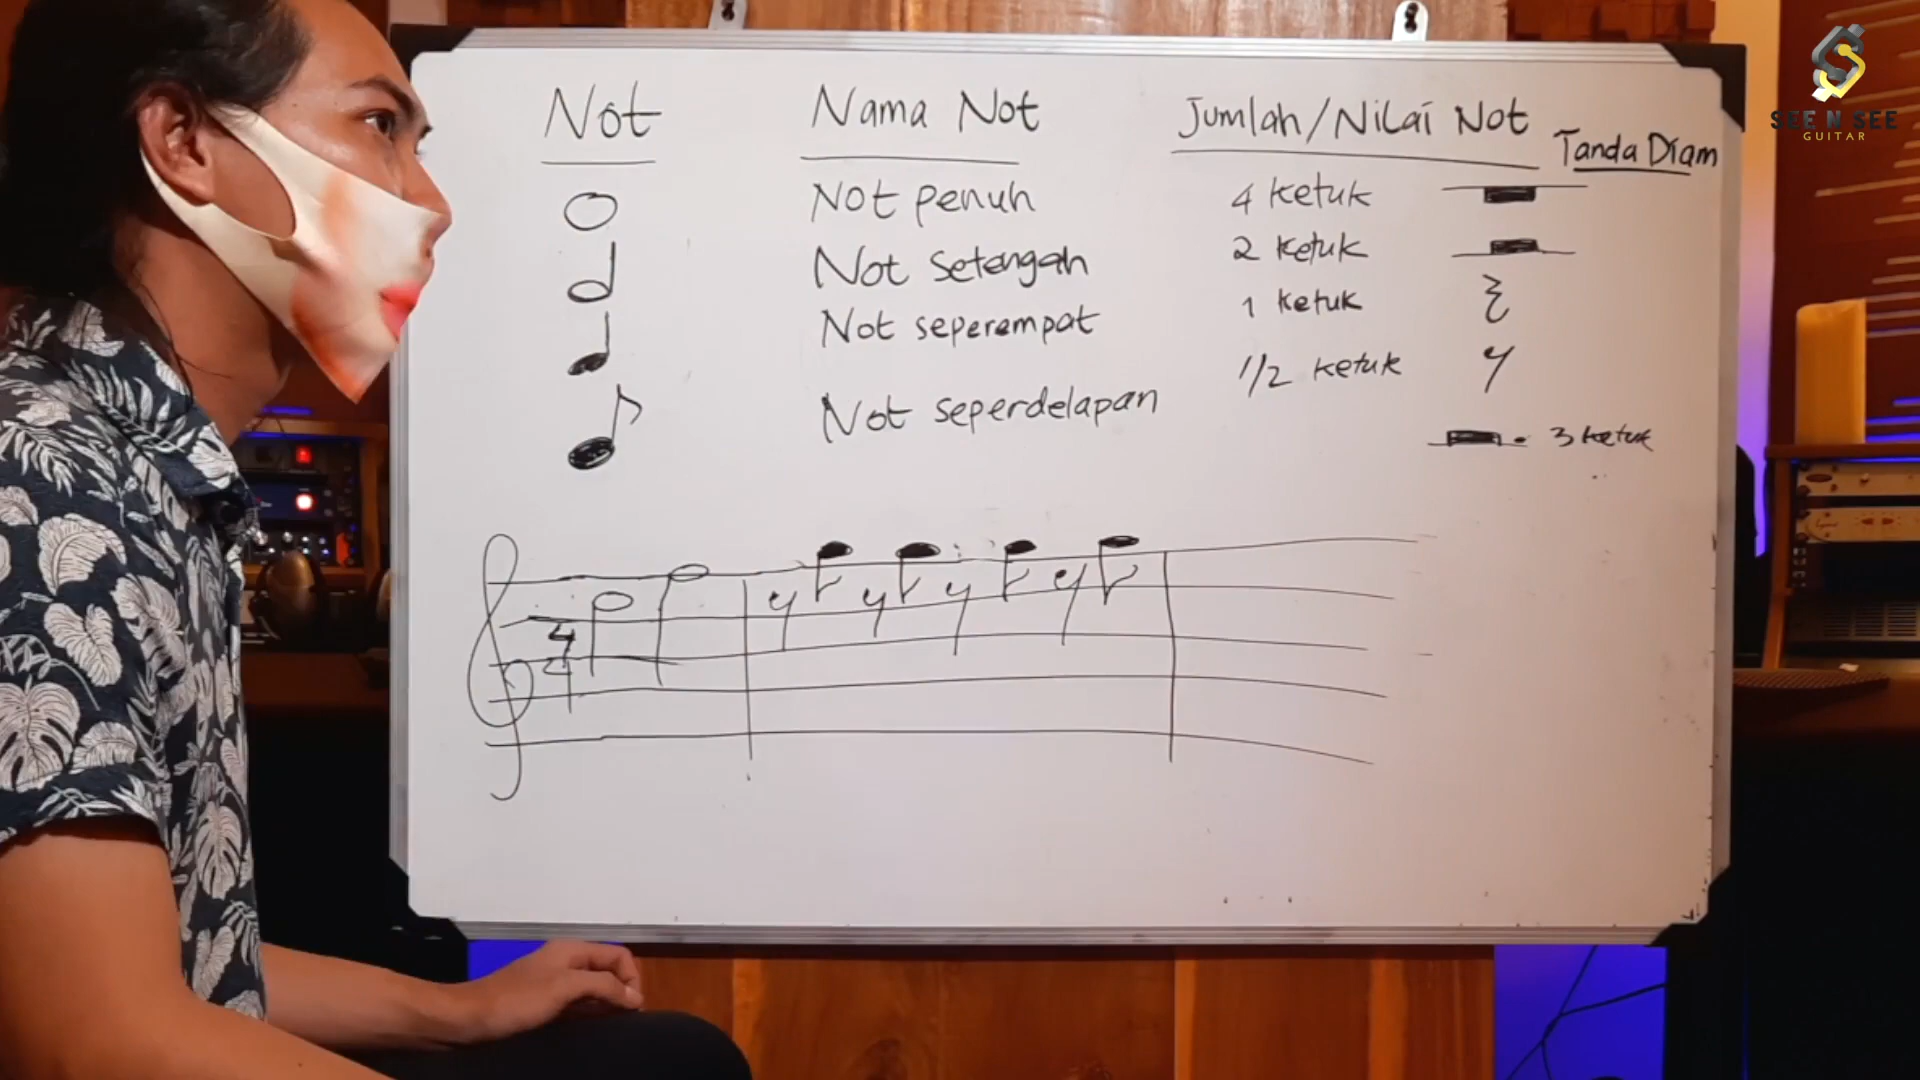 Not Nama Not Jumlah/Nilai Not Tanda Diam
Not penuh 4 ketuk
Not setengah 2 ketuk
Not seperempat 1 ketuk
Not seperdelapan 1/2 ketuk
3 ketuk
4
4
SEE N SEE
GUITAR